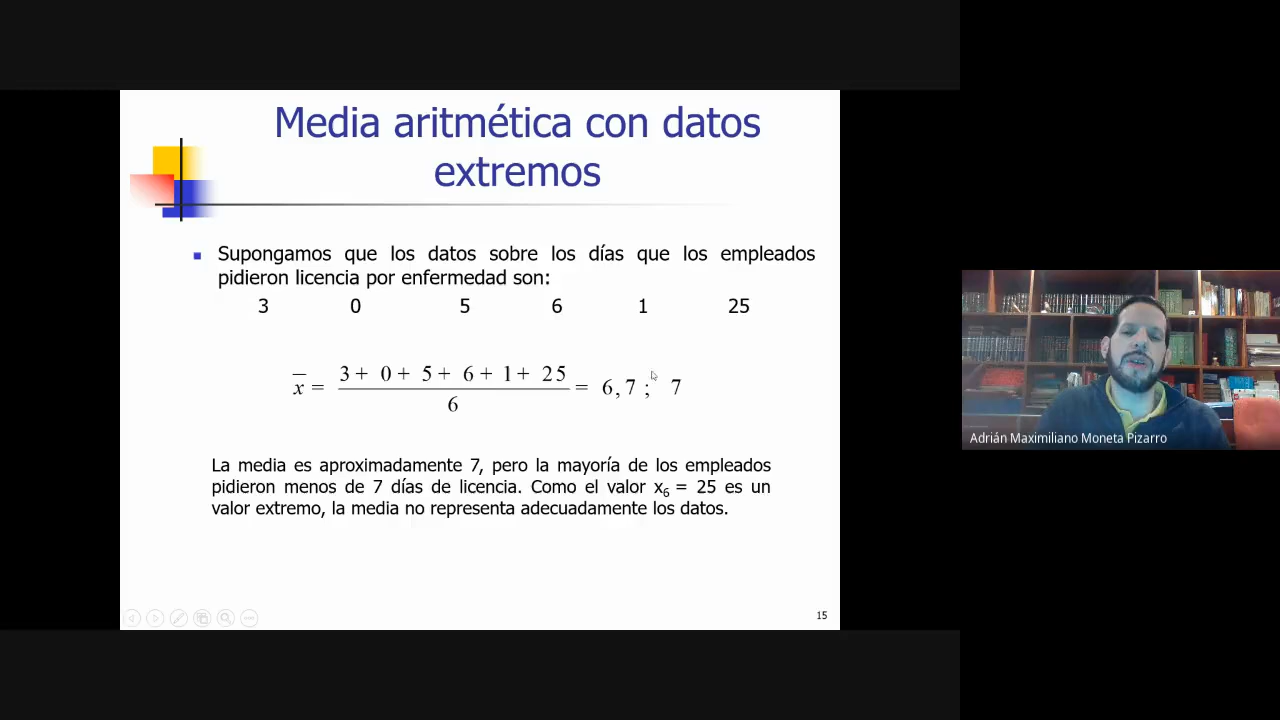 Media aritmética con datos
extremos
Supongamos que los datos sobre los días que los empleados
pidieron licencia por enfermedad son:
3 0 5 6 1 25
x̅ = 3 + 0 + 5 + 6 + 1 + 25 / 6 = 6,7 ; 7
La media es aproximadamente 7, pero la mayoría de los empleados
pidieron menos de 7 días de licencia. Como el valor x₆ = 25 es un
valor extremo, la media no representa adecuadamente los datos.
15
Adrián Maximiliano Moneta Pizarro